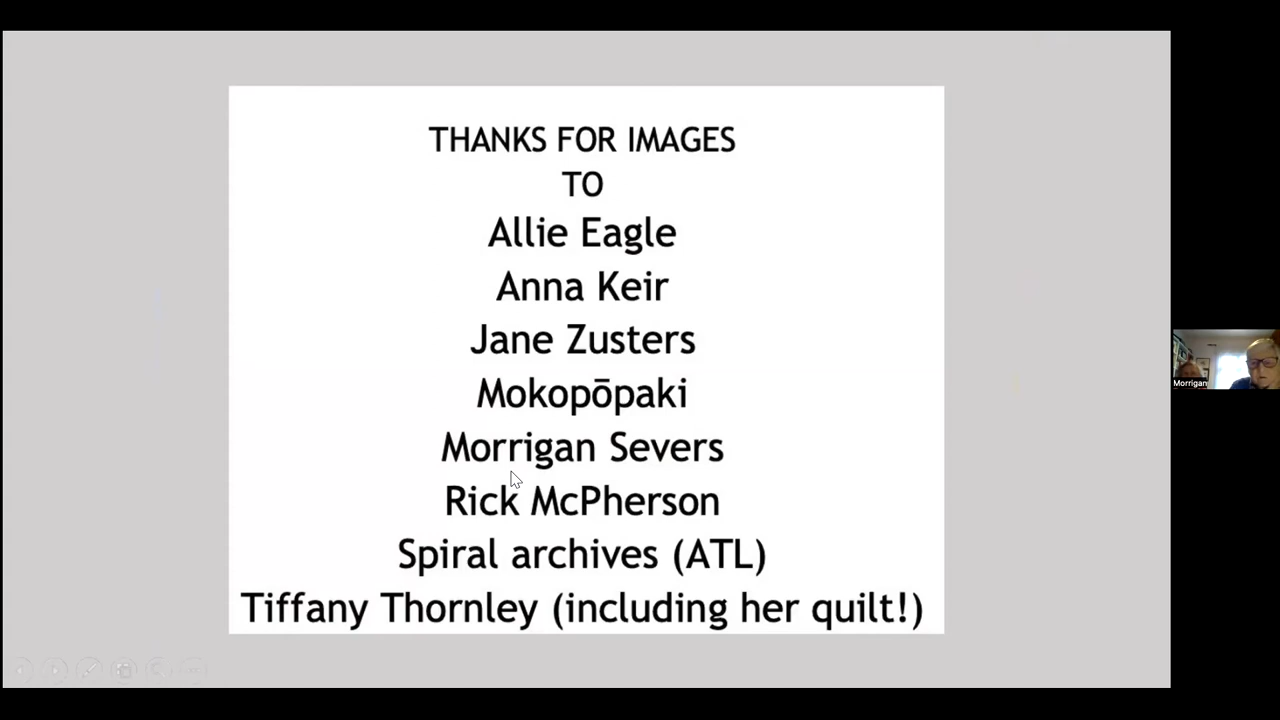 THANKS FOR IMAGES
TO
Allie Eagle
Anna Keir
Jane Zusters
Mokopōpaki
Morrigan Severs
Rick McPherson
Spiral archives (ATL)
Tiffany Thornley (including her quilt!)
Morrigan